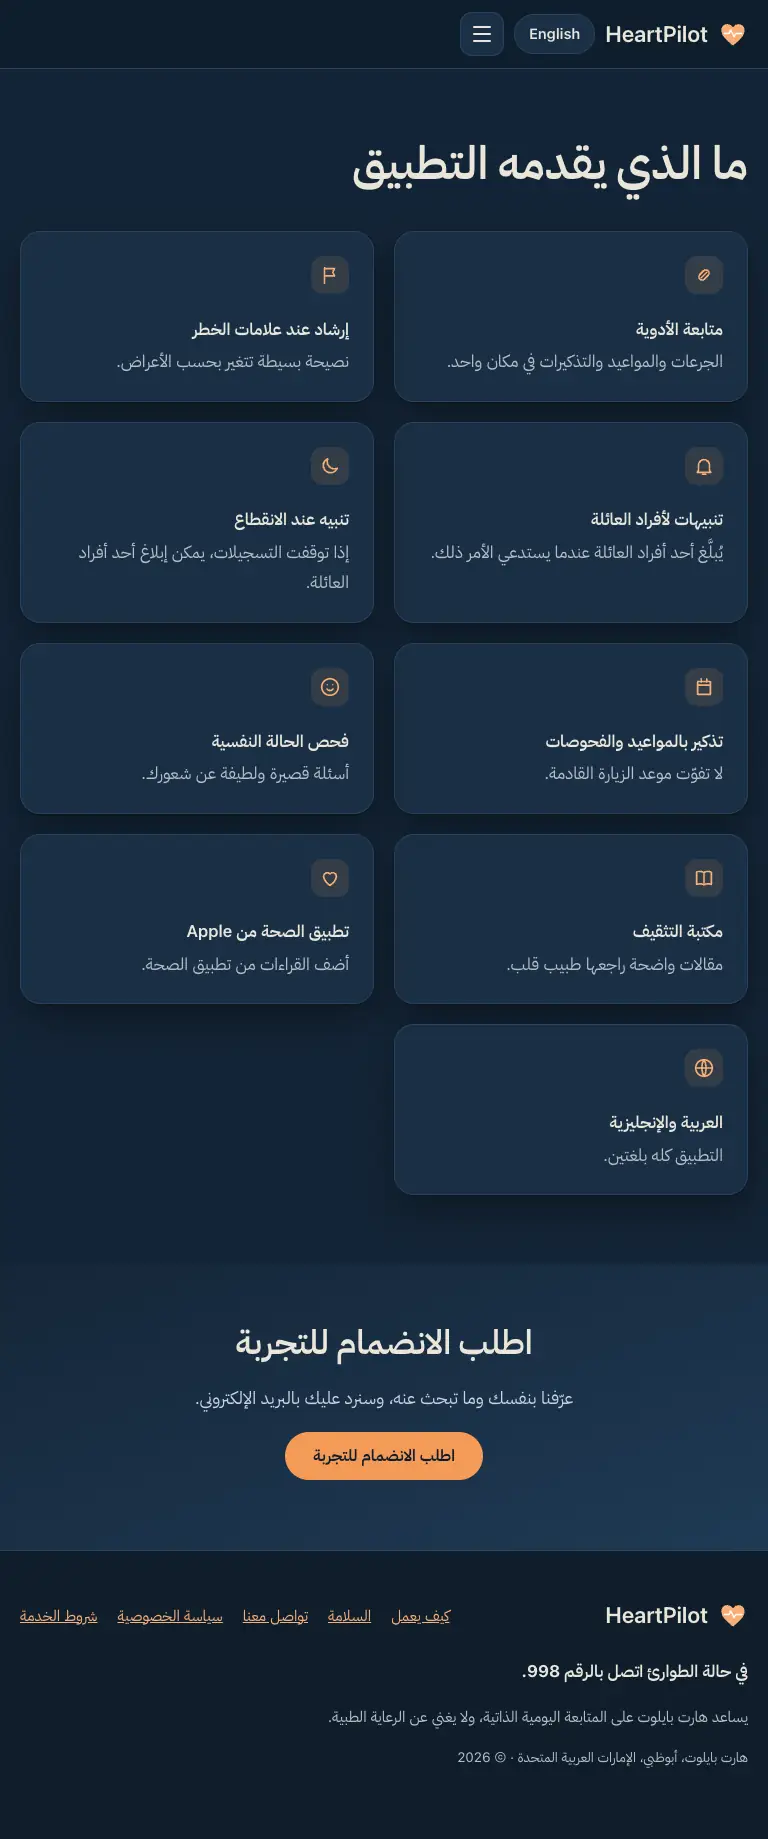 HeartPilot
English
ما الذي يقدمه التطبيق
متابعة الأدوية
الجرعات والمواعيد والتذكيرات في مكان واحد.
إرشاد عند علامات الخطر
نصيحة بسيطة تتغير بحسب الأعراض.
تنبيهات لأفراد العائلة
يُبلَّغ أحد أفراد العائلة عندما يستدعي الأمر ذلك.
تنبيه عند الانقطاع
إذا توقفت التسجيلات، يمكن إبلاغ أحد أفراد
العائلة.
تذكير بالمواعيد والفحوصات
لا تفوّت موعد الزيارة القادمة.
فحص الحالة النفسية
أسئلة قصيرة ولطيفة عن شعورك.
مكتبة التثقيف
مقالات واضحة راجعها طبيب قلب.
تطبيق الصحة من Apple
أضف القراءات من تطبيق الصحة.
العربية والإنجليزية
التطبيق كله بلغتين.
اطلب الانضمام للتجربة
عرّفنا بنفسك وما تبحث عنه، وسنرد عليك بالبريد الإلكتروني.
اطلب الانضمام للتجربة
HeartPilot
كيف يعمل
السلامة
تواصل معنا
سياسة الخصوصية
شروط الخدمة
في حالة الطوارئ اتصل بالرقم 998.
يساعد هارت بايلوت على المتابعة اليومية الذاتية، ولا يغني عن الرعاية الطبية.
هارت بايلوت، أبوظبي، الإمارات العربية المتحدة · © 2026